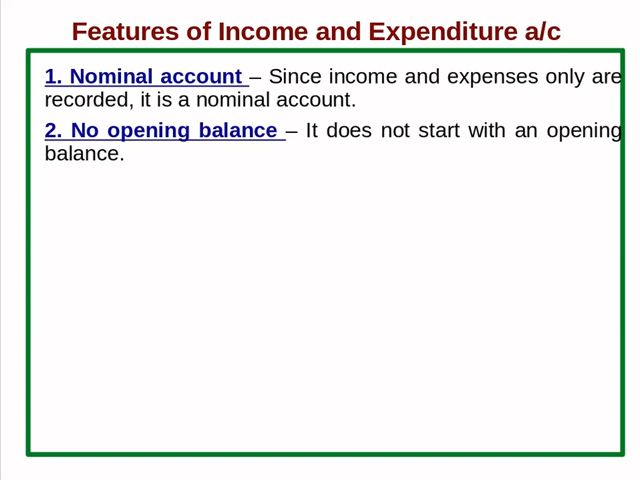 Features of Income and Expenditure a/c
1. Nominal account – Since income and expenses only are
recorded, it is a nominal account.
2. No opening balance – It does not start with an opening
balance.